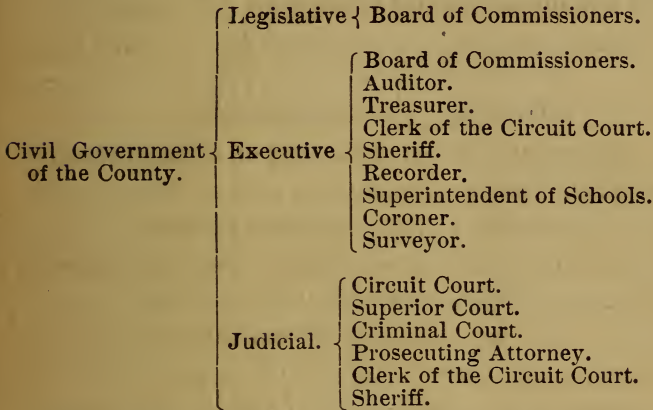 Legislative { Board of Commissioners.
Board of Commissioners.
Auditor.
Treasurer.
Clerk of the Circuit Court.
Civil Government
of the County.
Executive
Sheriff.
Recorder.
Superintendent of Schools.
Coroner.
Surveyor.
Circuit Court.
Superior Court.
Criminal Court.
Judicial.
Prosecuting Attorney.
Clerk of the Circuit Court.
Sheriff.